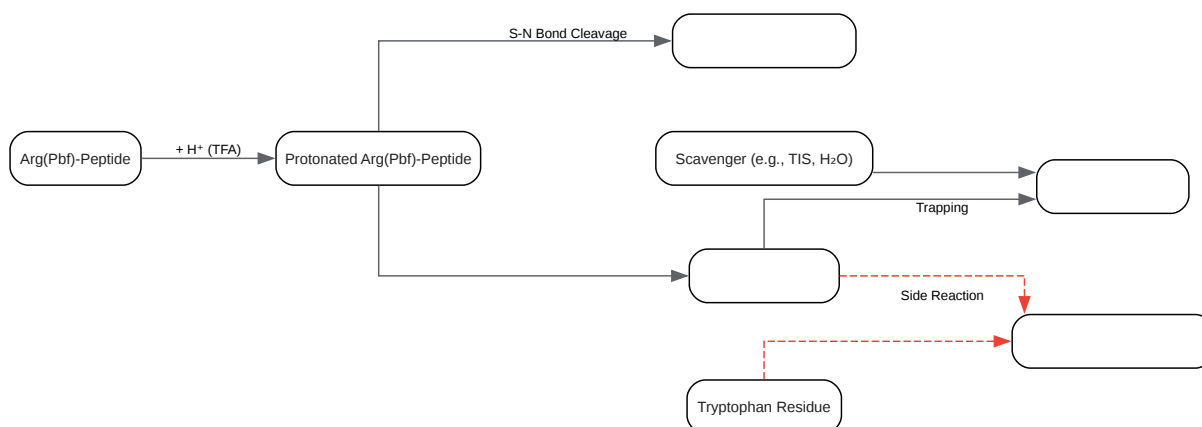 S-N Bond Cleavage
Arg(Pbf)-Peptide
+ H⁺ (TFA)
Protonated Arg(Pbf)-Peptide
Scavenger (e.g., TIS, H₂O)
Trapping
Side Reaction
Tryptophan Residue